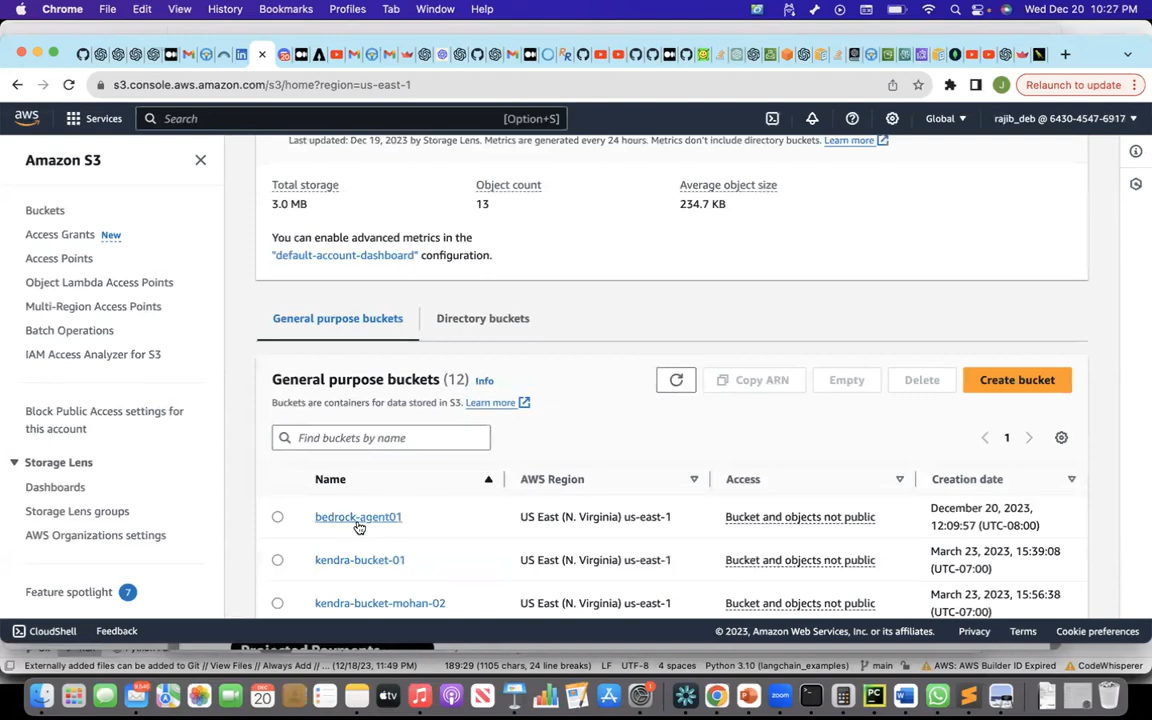 Chrome File Edit View History Bookmarks Profiles Tab Window Help Wed Dec 20 10:27 PM
s3.console.aws.amazon.com/s3/home?region=us-east-1 J Relaunch to update
aws Services Search [Option+S] Global rajib_deb @ 6430-4547-6917
Amazon S3
Buckets
Access Grants New
Access Points
Object Lambda Access Points
Multi-Region Access Points
Batch Operations
IAM Access Analyzer for S3
Block Public Access settings for
this account
Storage Lens
Dashboards
Storage Lens groups
AWS Organizations settings
Feature spotlight 7
Last updated: Dec 19, 2023 by Storage Lens. Metrics are generated every 24 hours. Metrics don't include directory buckets. Learn more
Total storage Object count Average object size
3.0 MB 13 234.7 KB
You can enable advanced metrics in the
"default-account-dashboard" configuration.
General purpose buckets Directory buckets
General purpose buckets (12) Info Copy ARN Empty Delete Create bucket
Buckets are containers for data stored in S3. Learn more
Find buckets by name 1
Name AWS Region Access Creation date
bedrock-agent01 US East (N. Virginia) us-east-1 Bucket and objects not public December 20, 2023,
12:09:57 (UTC-08:00)
kendra-bucket-01 US East (N. Virginia) us-east-1 Bucket and objects not public March 23, 2023, 15:39:08
(UTC-07:00)
kendra-bucket-mohan-02 US East (N. Virginia) us-east-1 Bucket and objects not public March 23, 2023, 15:56:38
(UTC-07:00)
CloudShell Feedback © 2023, Amazon Web Services, Inc. or its affiliates. Privacy Terms Cookie preferences
Externally added files can be added to Git // View Files // Always Add // ... (12/18/23, 11:49 PM) 189:29 (1105 chars, 24 line breaks) LF UTF-8 4 spaces Python 3.10 (langchain_examples) main AWS: AWS Builder ID Expired CodeWhisperer